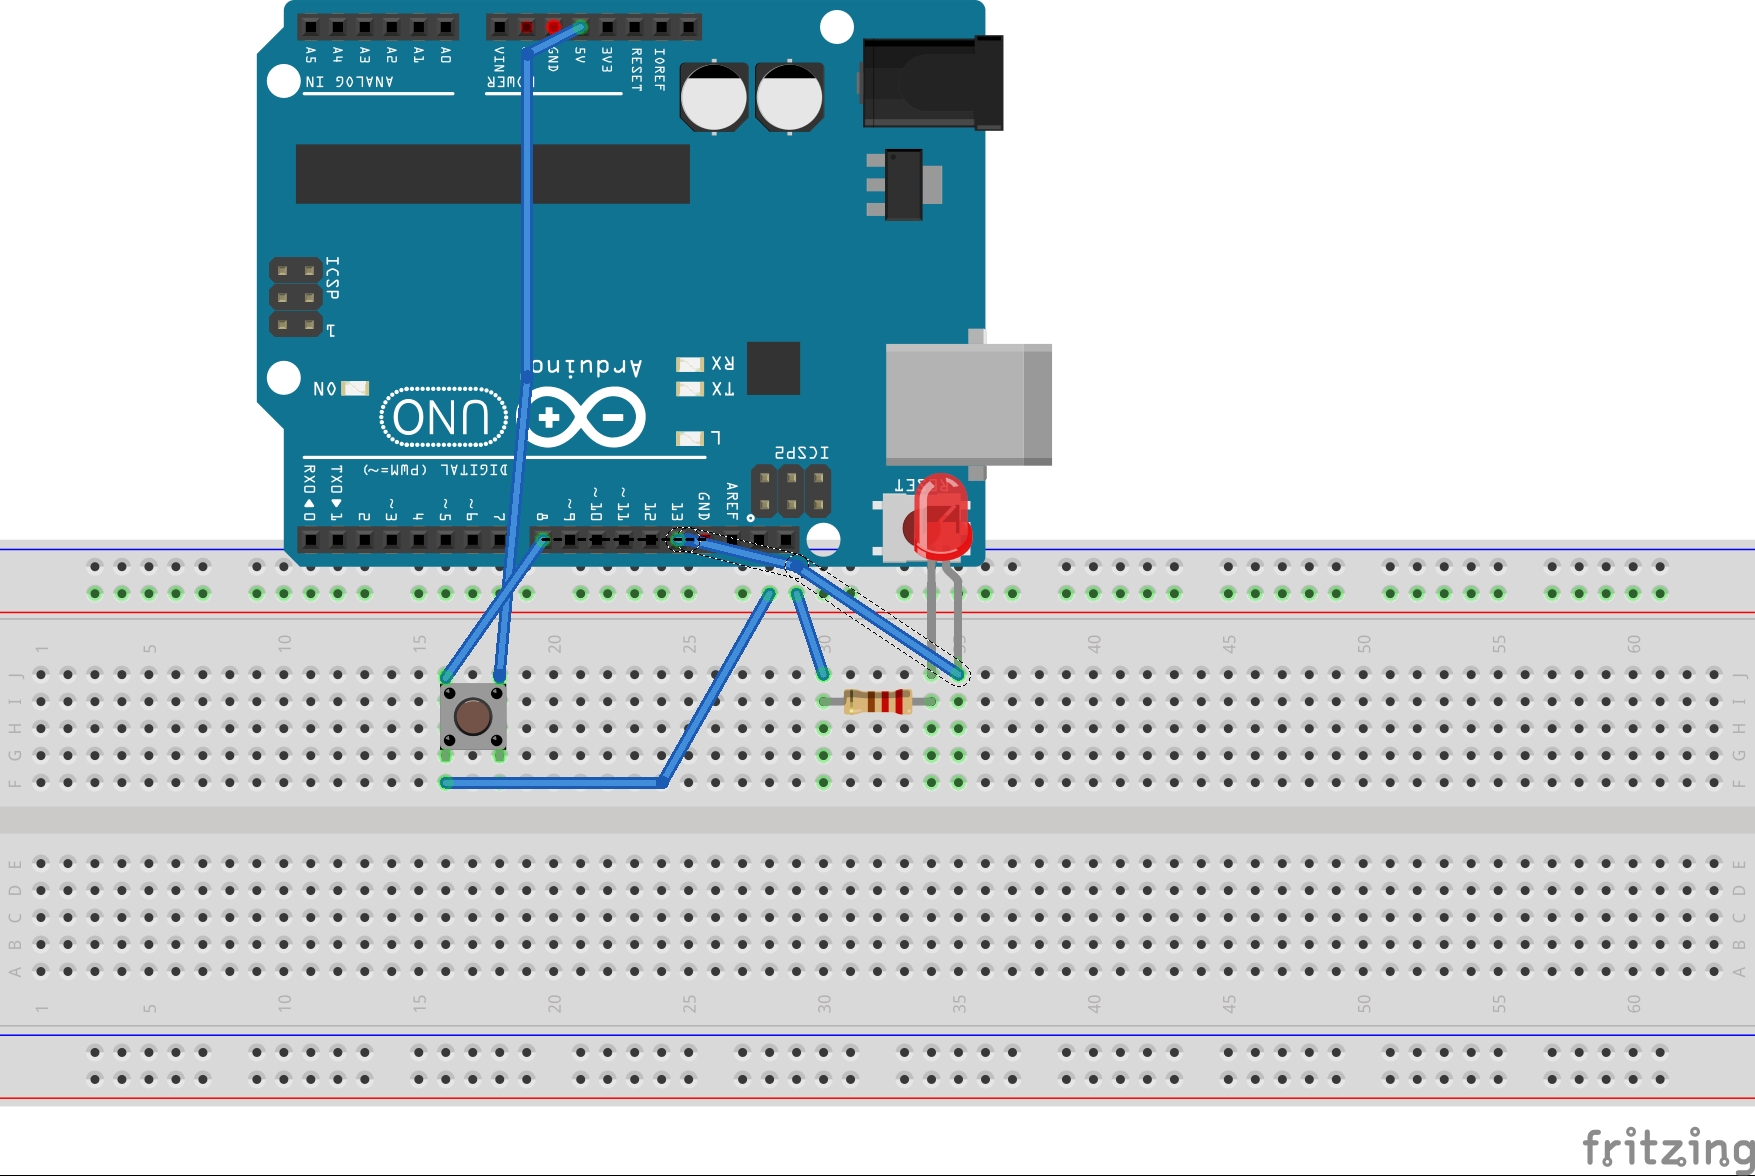 A5 A4 A3 A2 A1 A0 VIN GND 5V 3V3 RESET IOREF
ANALOG IN POWER
ICSP
1
Arduino
RX
TX
ON
UNO
L
ICSP2
DIGITAL (PWM=~)
RESET
RX0◄0 TX0►1 2 ~3 4 ~5 ~6 7 8 ~9 ~10 ~11 12 13 GND AREF
1 5 10 15 20 25 30 35 40 45 50 55 60
J J
I I
H H
G G
F F
E E
D D
C C
B B
A A
1 5 10 15 20 25 30 35 40 45 50 55 60
fritzing